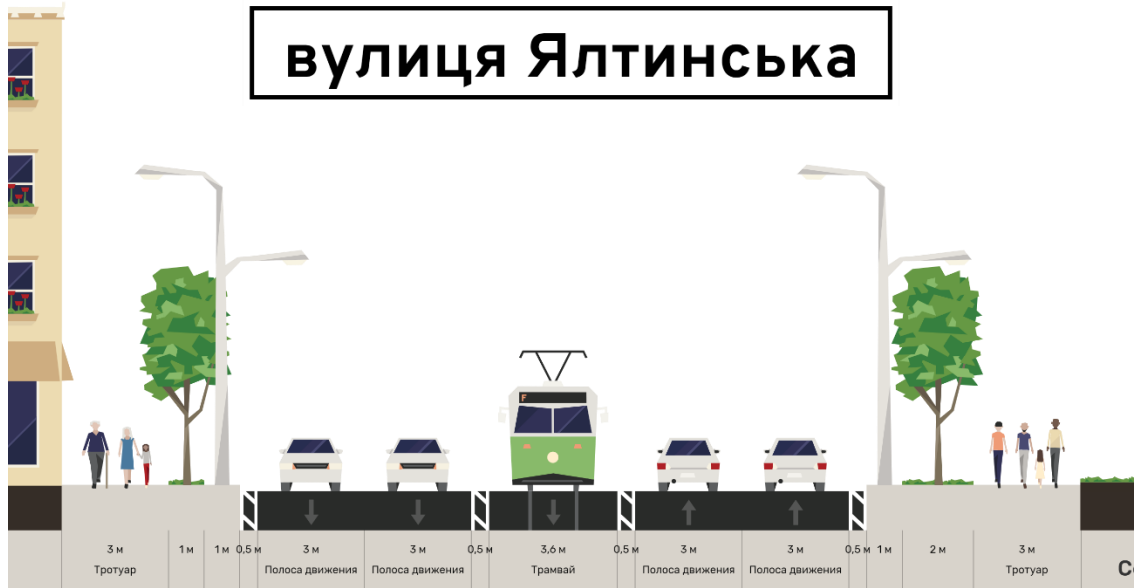 вулиця Ялтинська
F
3 м 1 м 1 м 0,5 м 3 м 3 м 0,5 м 3,6 м 0,5 м 3 м 3 м 0,5 м 1 м 2 м 3 м
Тротуар Полоса движения Полоса движения Трамвай Полоса движения Полоса движения Тротуар